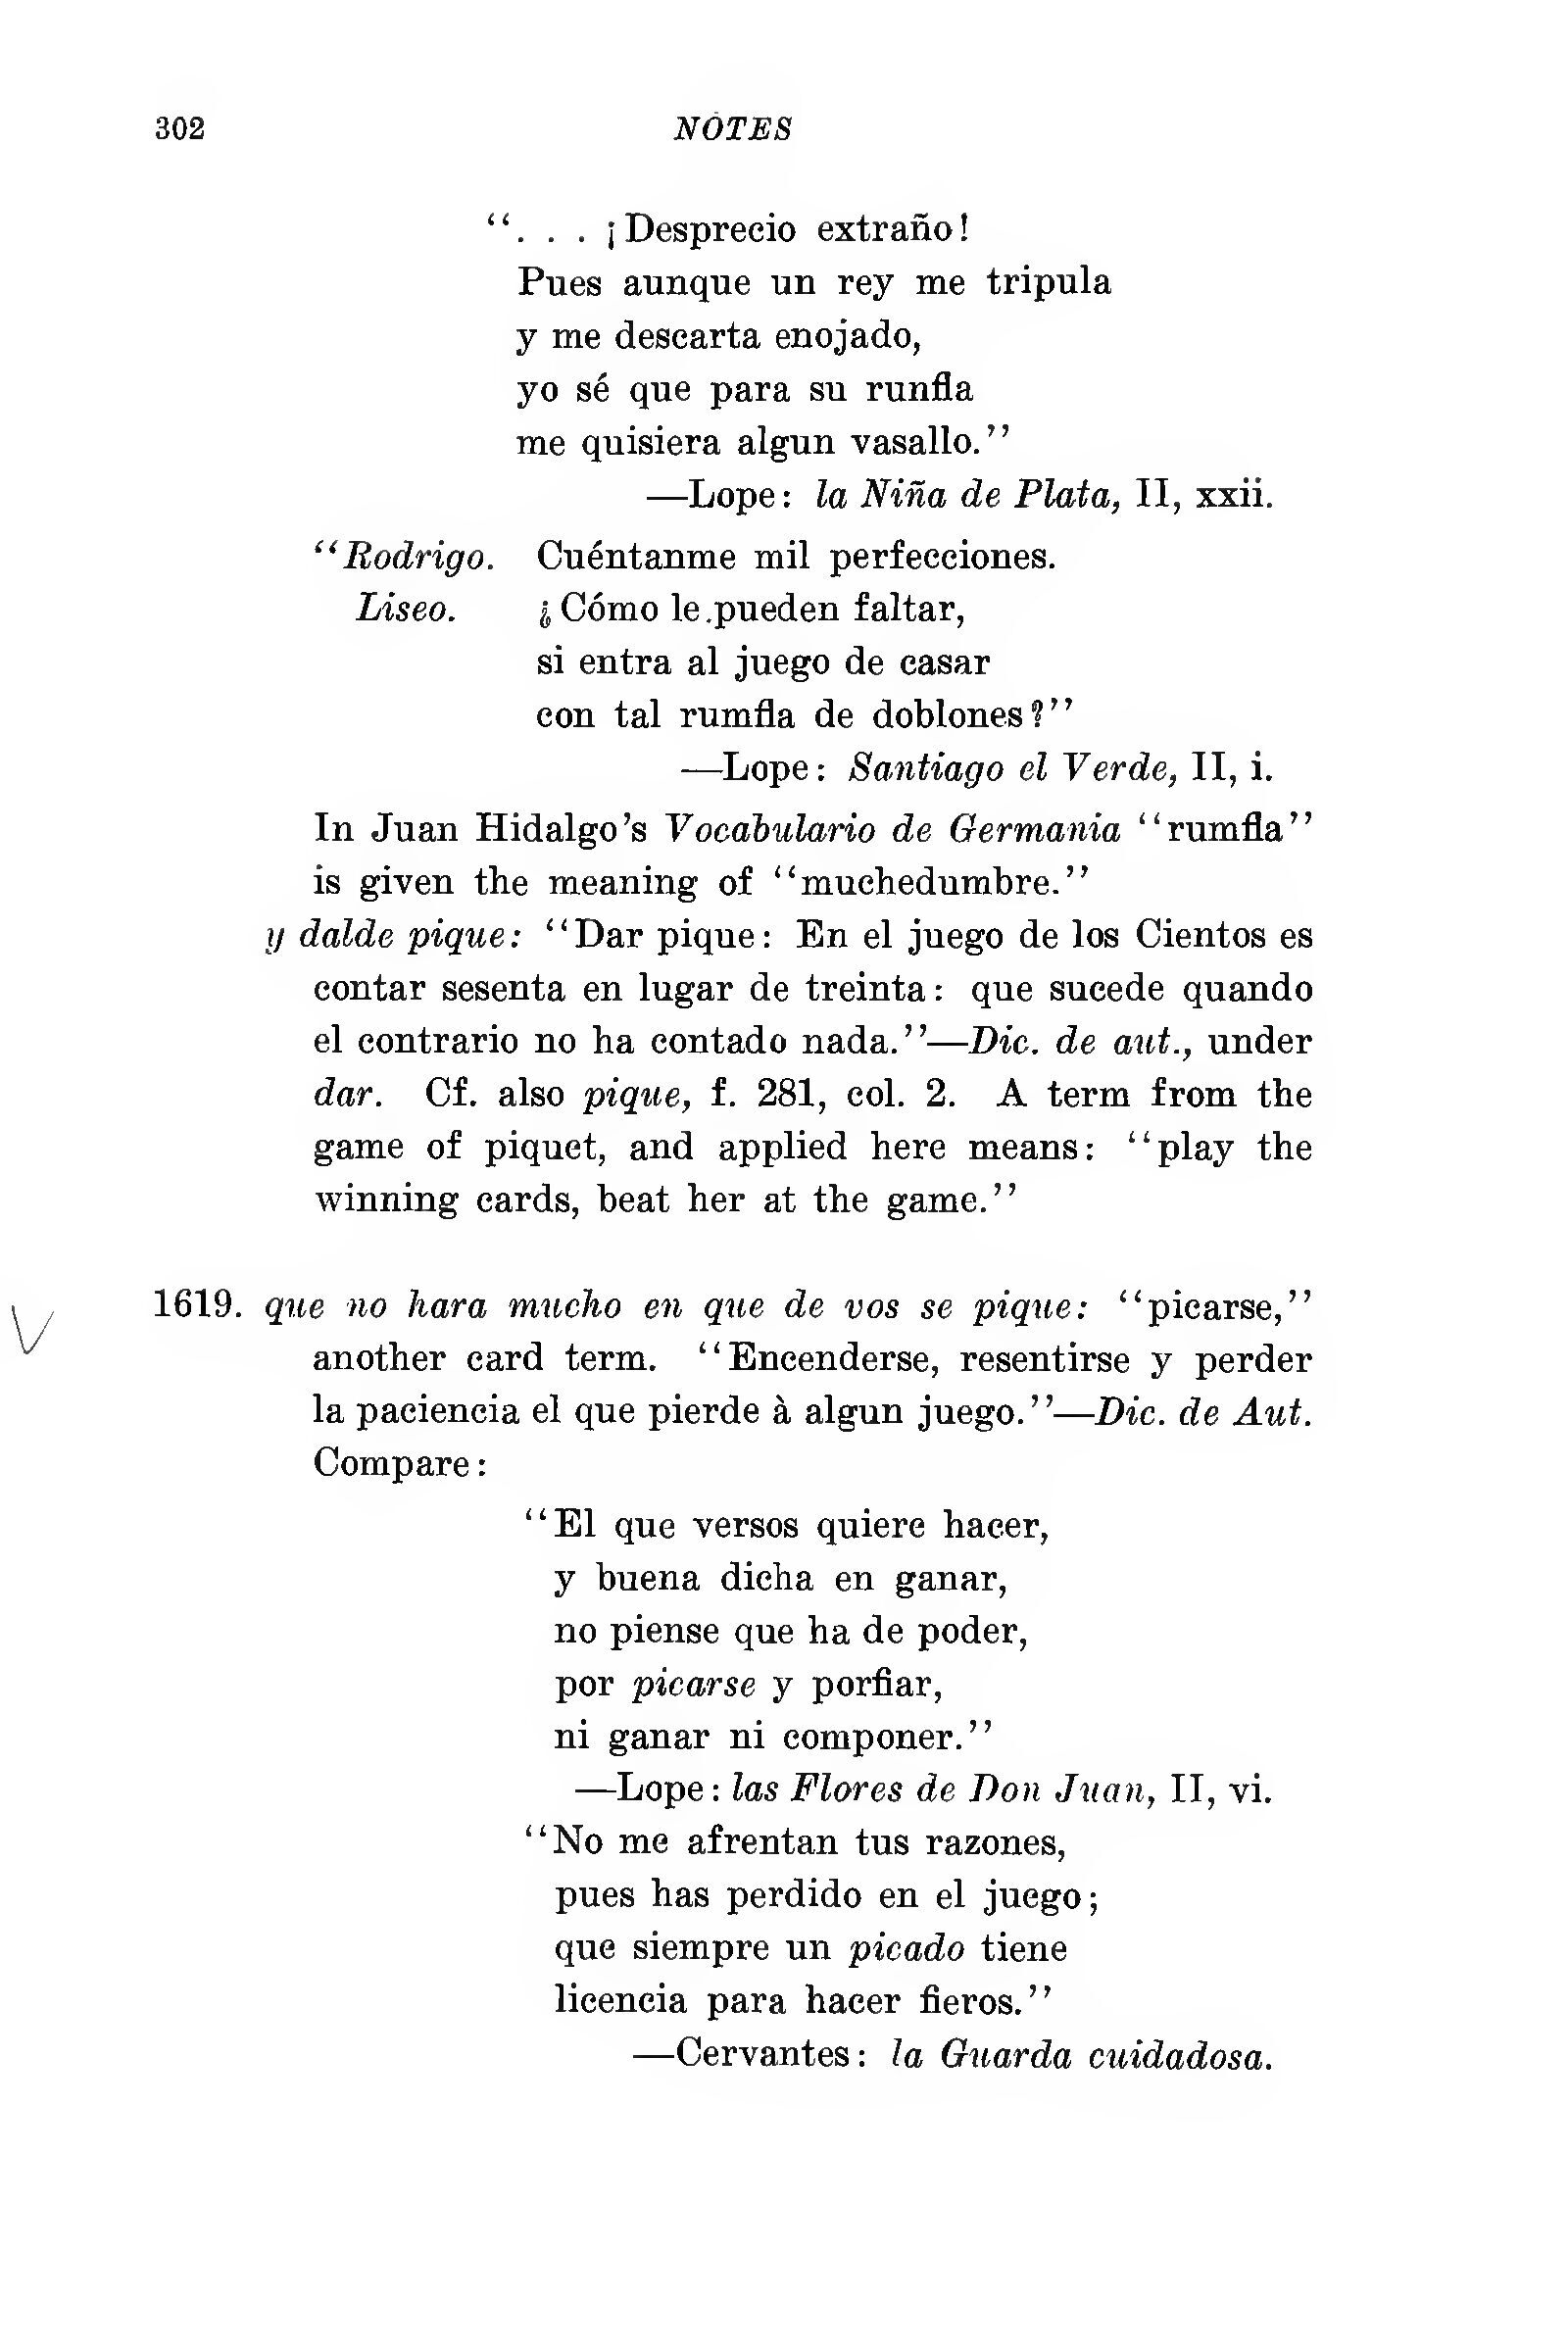 302 NOTES
“. . . ¡Desprecio extraño!
Pues aunque un rey me tripula
y me descarta enojado,
yo sé que para su runfla
me quisiera algun vasallo.”
—Lope: la Niña de Plata, II, xxii.
“Rodrigo. Cuéntanme mil perfecciones.
Liseo. ¿Cómo le pueden faltar,
si entra al juego de casar
con tal rumfla de doblones?”
—Lope: Santiago el Verde, II, i.
In Juan Hidalgo’s Vocabulario de Germania “rumfla”
is given the meaning of “muchedumbre.”
y dalde pique: “Dar pique: En el juego de los Cientos es
contar sesenta en lugar de treinta: que sucede quando
el contrario no ha contado nada.”—Dic. de aut., under
dar. Cf. also pique, f. 281, col. 2. A term from the
game of piquet, and applied here means: “play the
winning cards, beat her at the game.”
1619. que no hara mucho en que de vos se pique: “picarse,”
another card term. “Encenderse, resentirse y perder
la paciencia el que pierde à algun juego.”—Dic. de Aut.
Compare:
“El que versos quiere hacer,
y buena dicha en ganar,
no piense que ha de poder,
por picarse y porfiar,
ni ganar ni componer.”
—Lope: las Flores de Don Juan, II, vi.
“No me afrentan tus razones,
pues has perdido en el juego;
que siempre un picado tiene
licencia para hacer fieros.”
—Cervantes: la Guarda cuidadosa.